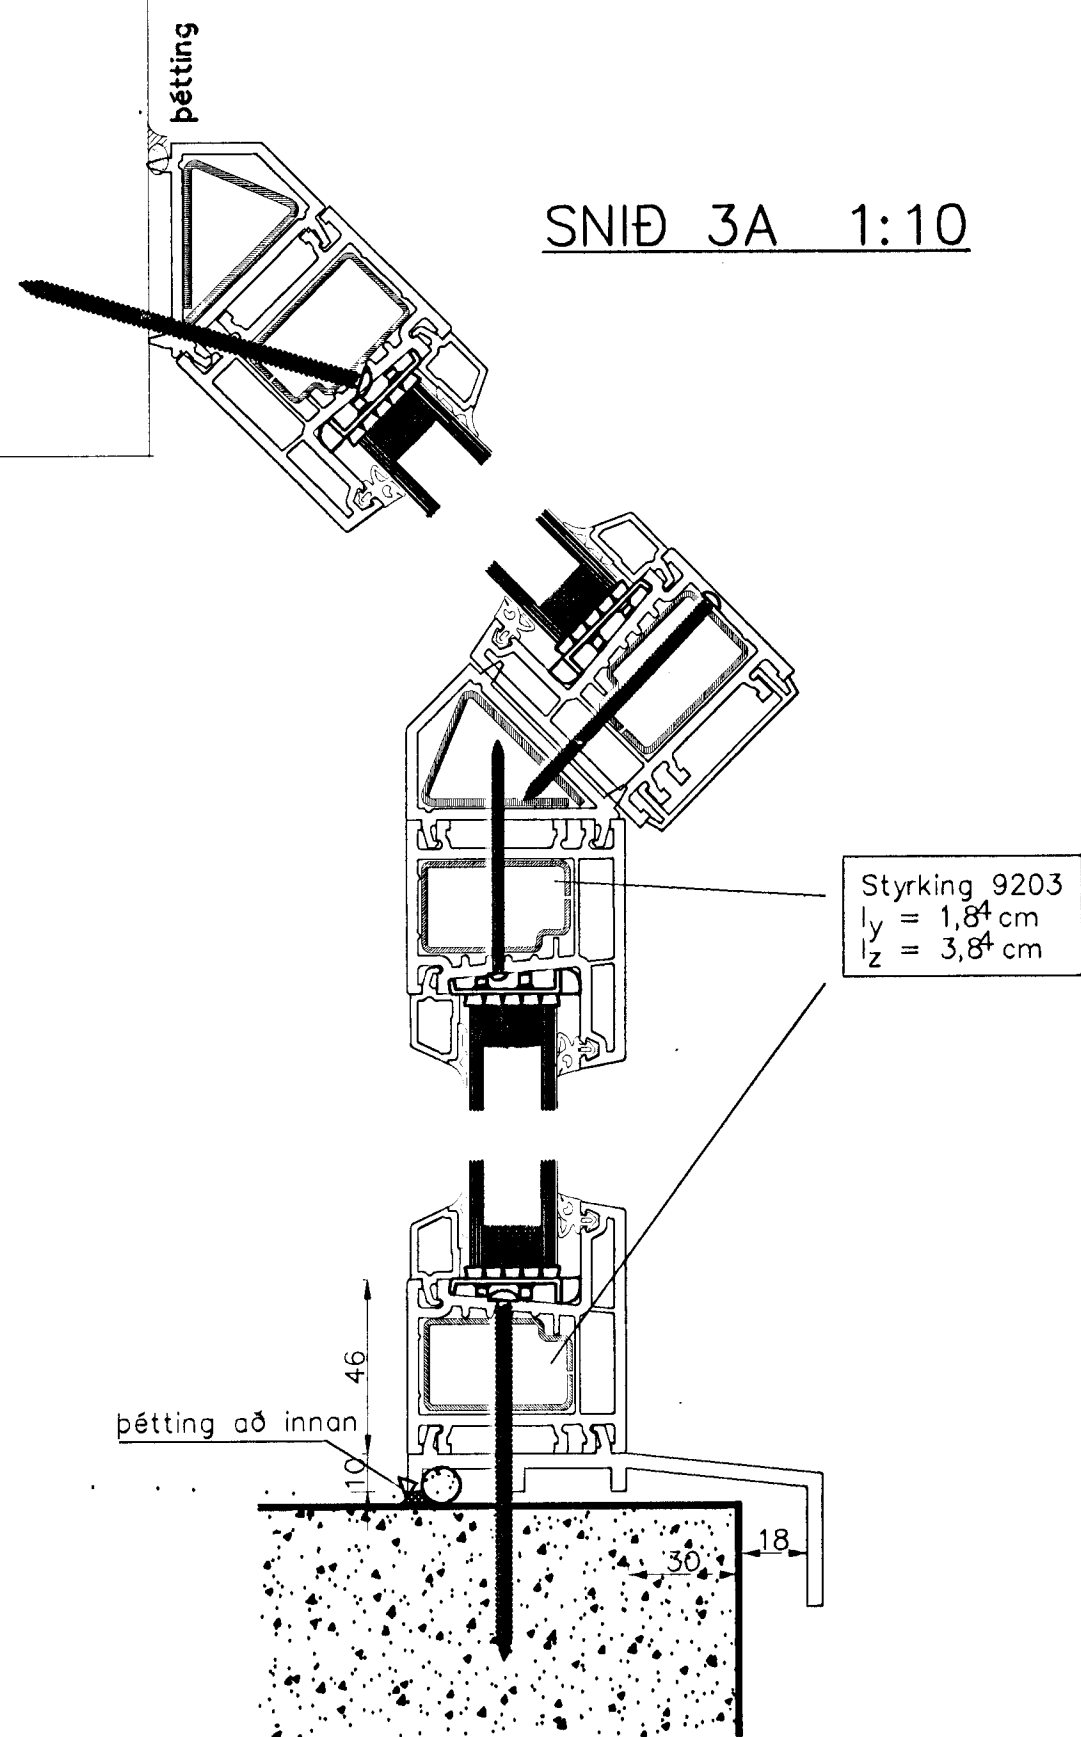 þétting
SNIÐ 3A 1:10
Styrking 9203
Iy = 1,8⁴ cm
Iz = 3,8⁴ cm
46
þétting að innan
10
18
30